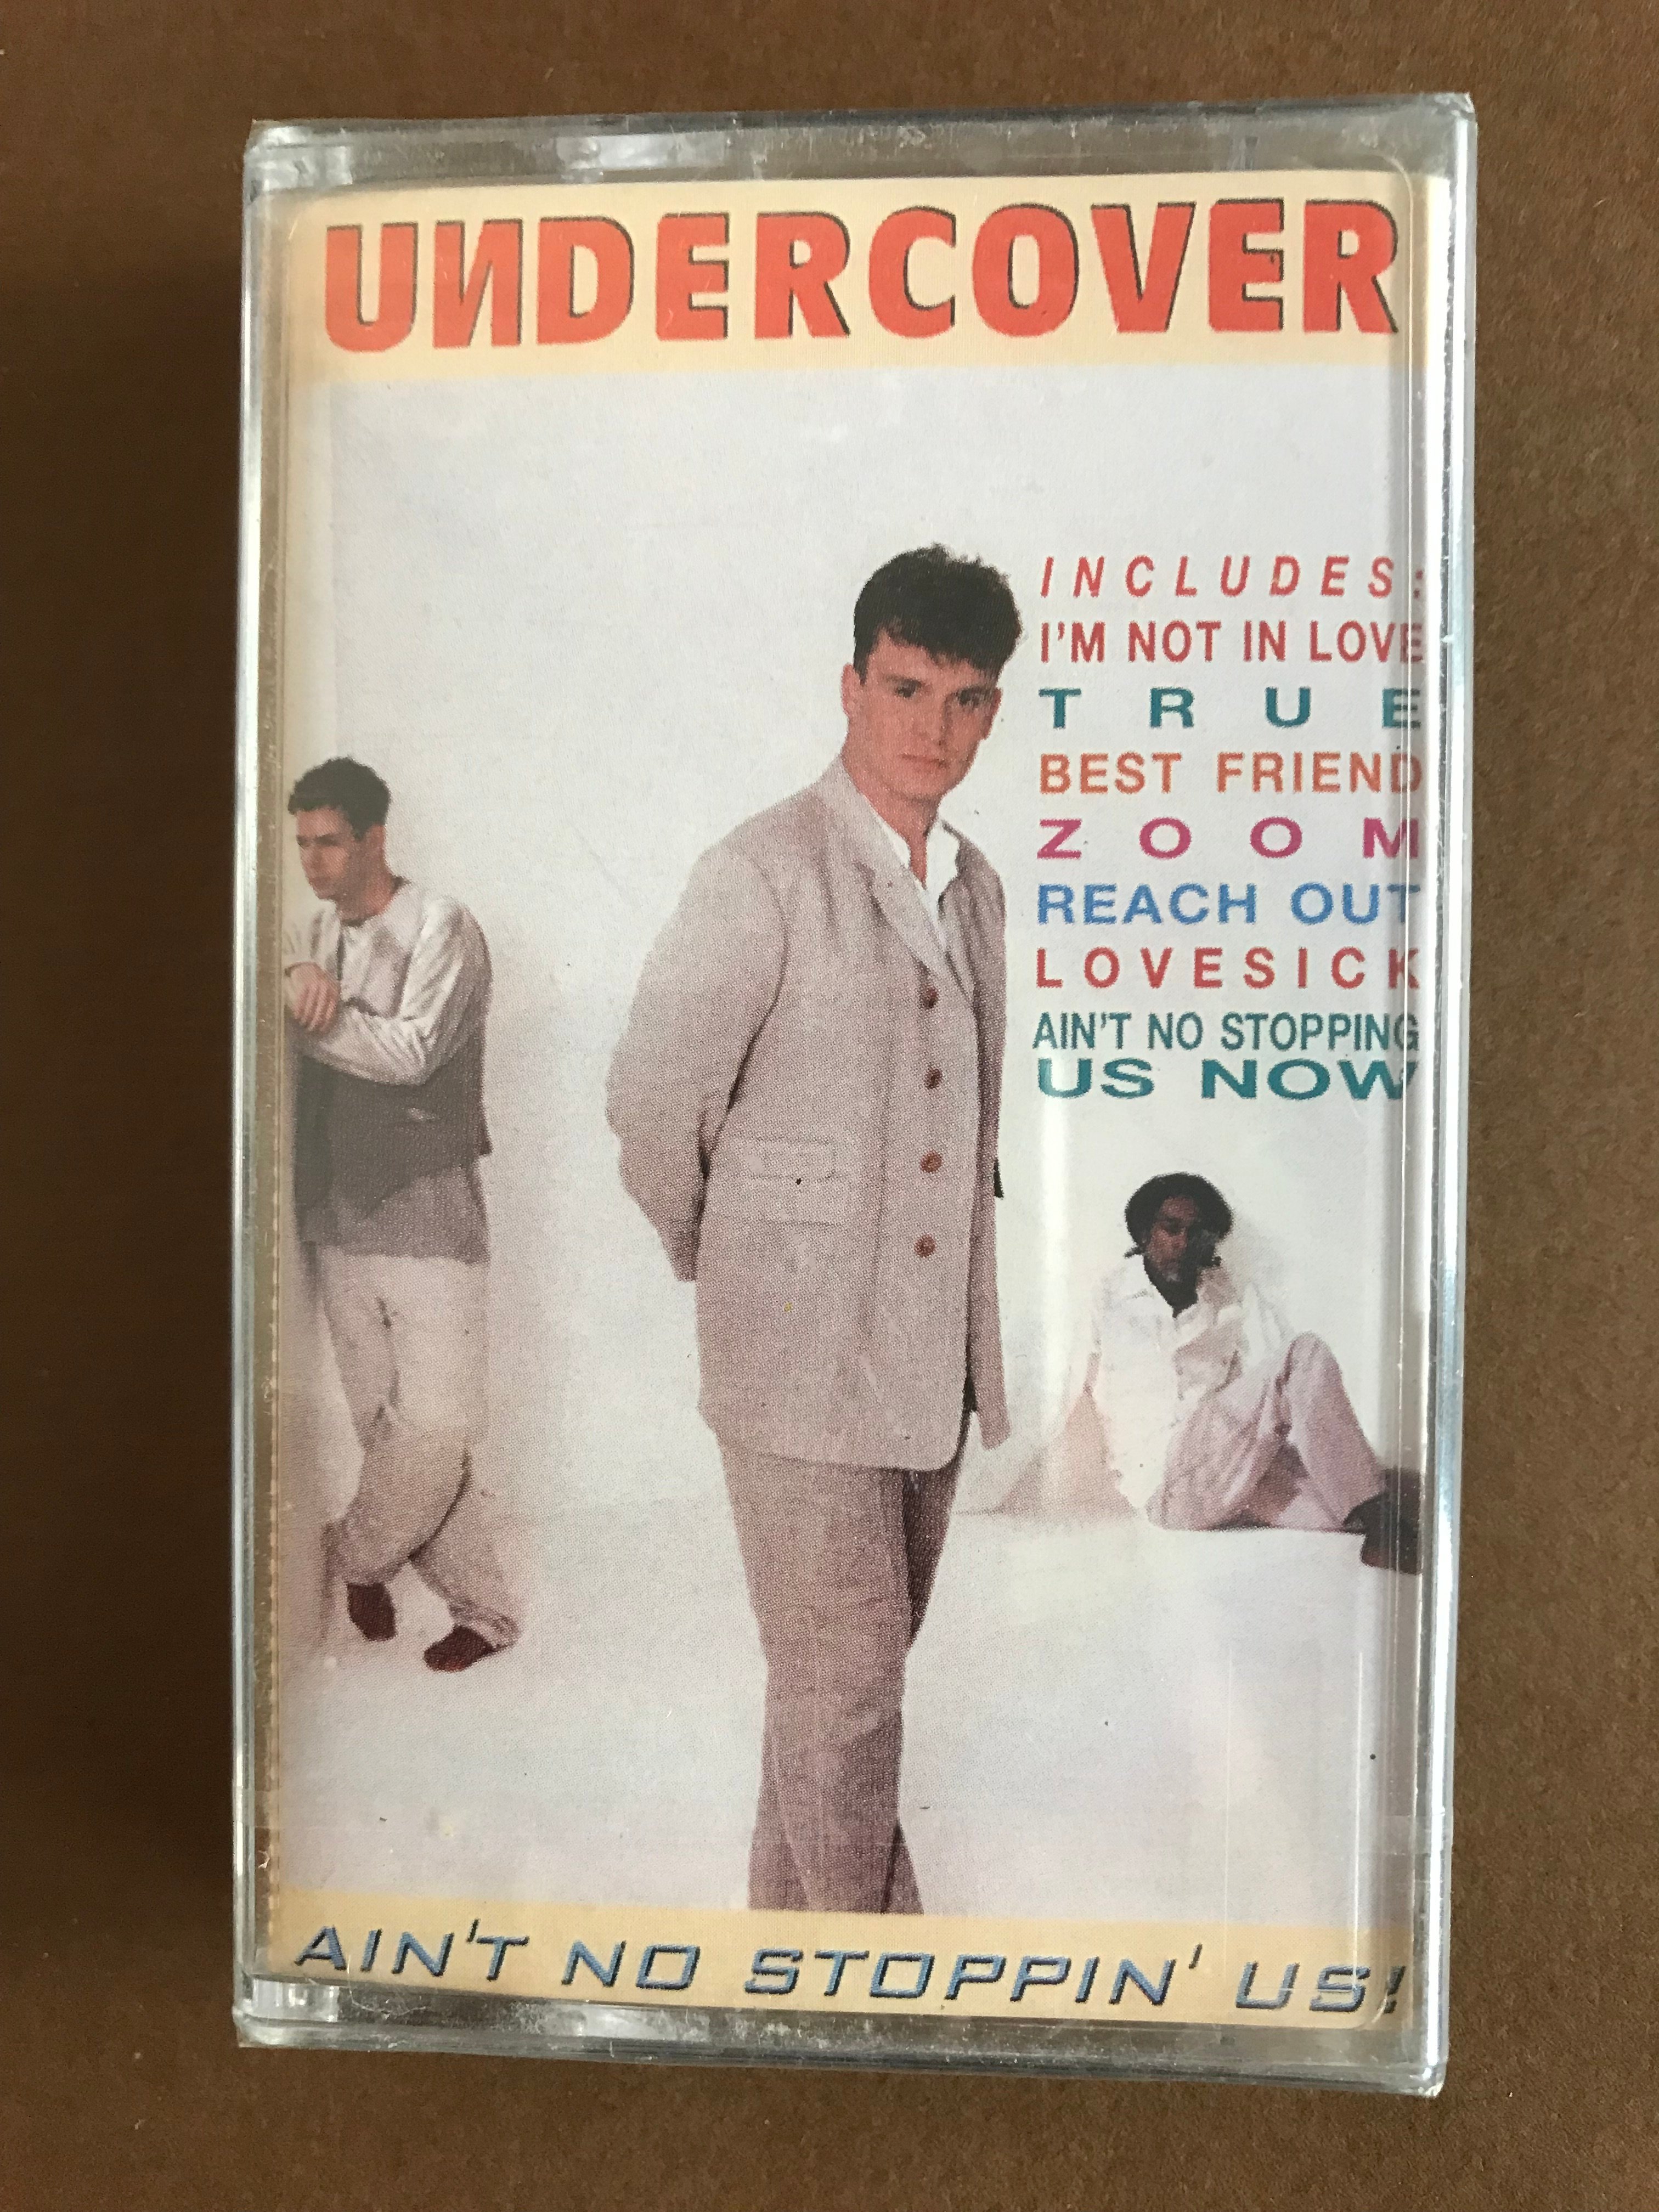 UNDERCOVER
INCLUDES:
I'M NOT IN LOVE
TRUE
BEST FRIEND
ZOOM
REACH OUT
LOVESICK
AIN'T NO STOPPING
US NOW
AIN'T NO STOPPIN' US!